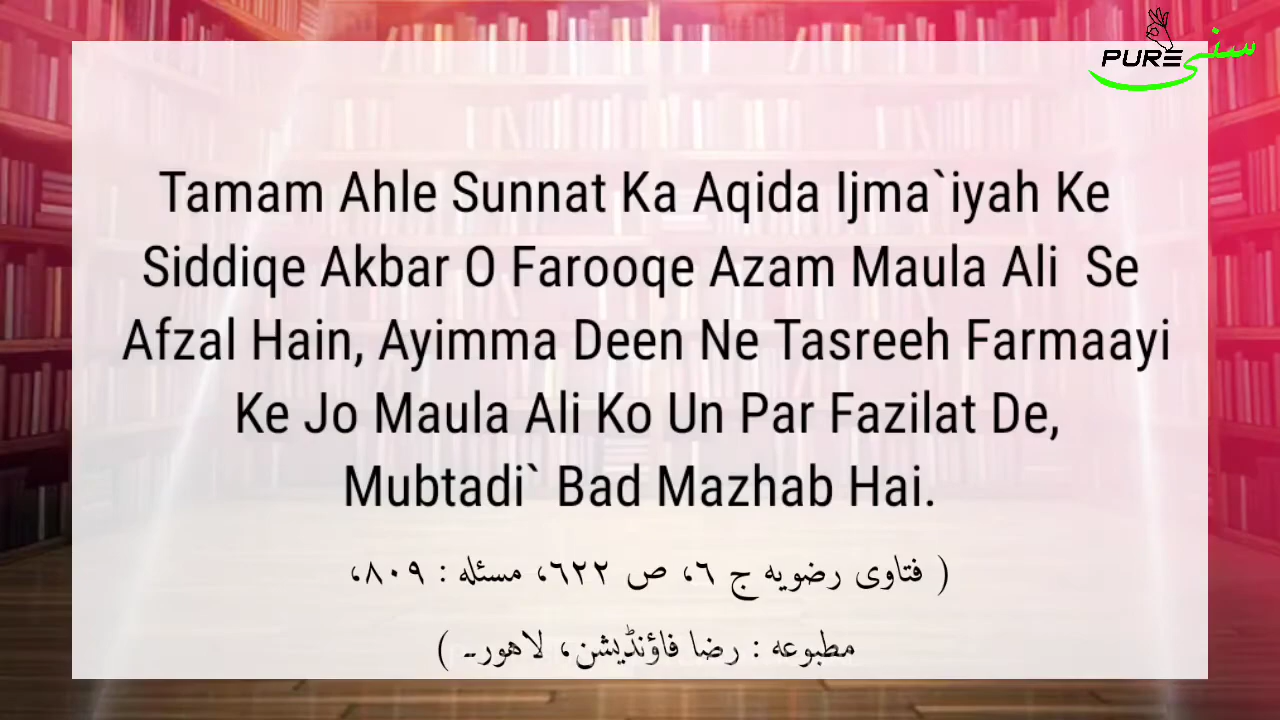 PURE سنی
Tamam Ahle Sunnat Ka Aqida Ijma`iyah Ke
Siddiqe Akbar O Farooqe Azam Maula Ali Se
Afzal Hain, Ayimma Deen Ne Tasreeh Farmaayi
Ke Jo Maula Ali Ko Un Par Fazilat De,
Mubtadi` Bad Mazhab Hai.
( فتاوی رضویه ج ٦، ص ٦٢٢، مسئله : ٨٠٩،
مطبوعه : رضا فاؤنڈیشن، لاهور۔ )